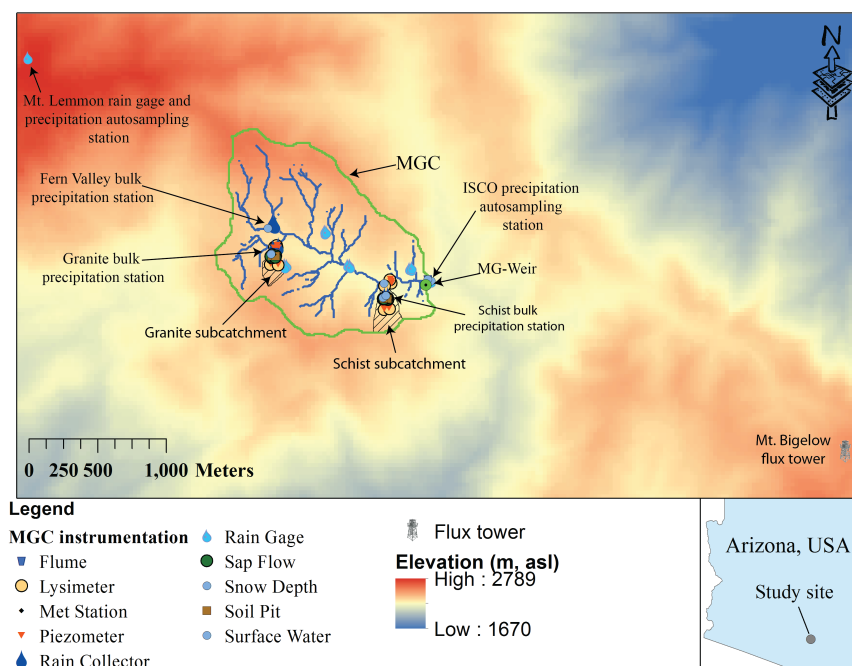 N
Mt. Lemmon rain gage and
precipitation autosampling
station
MGC
Fern Valley bulk
precipitation station
ISCO precipitation
autosampling
station
Granite bulk
precipitation station
MG-Weir
Schist bulk
precipitation station
Granite subcatchment
Schist subcatchment
Mt. Bigelow
flux tower
0 250 500 1,000 Meters
Legend
MGC instrumentation
Flume
Lysimeter
Met Station
Piezometer
Rain Collector
Rain Gage
Sap Flow
Snow Depth
Soil Pit
Surface Water
Flux tower
Elevation (m, asl)
High : 2789
Low : 1670
Arizona, USA
Study site